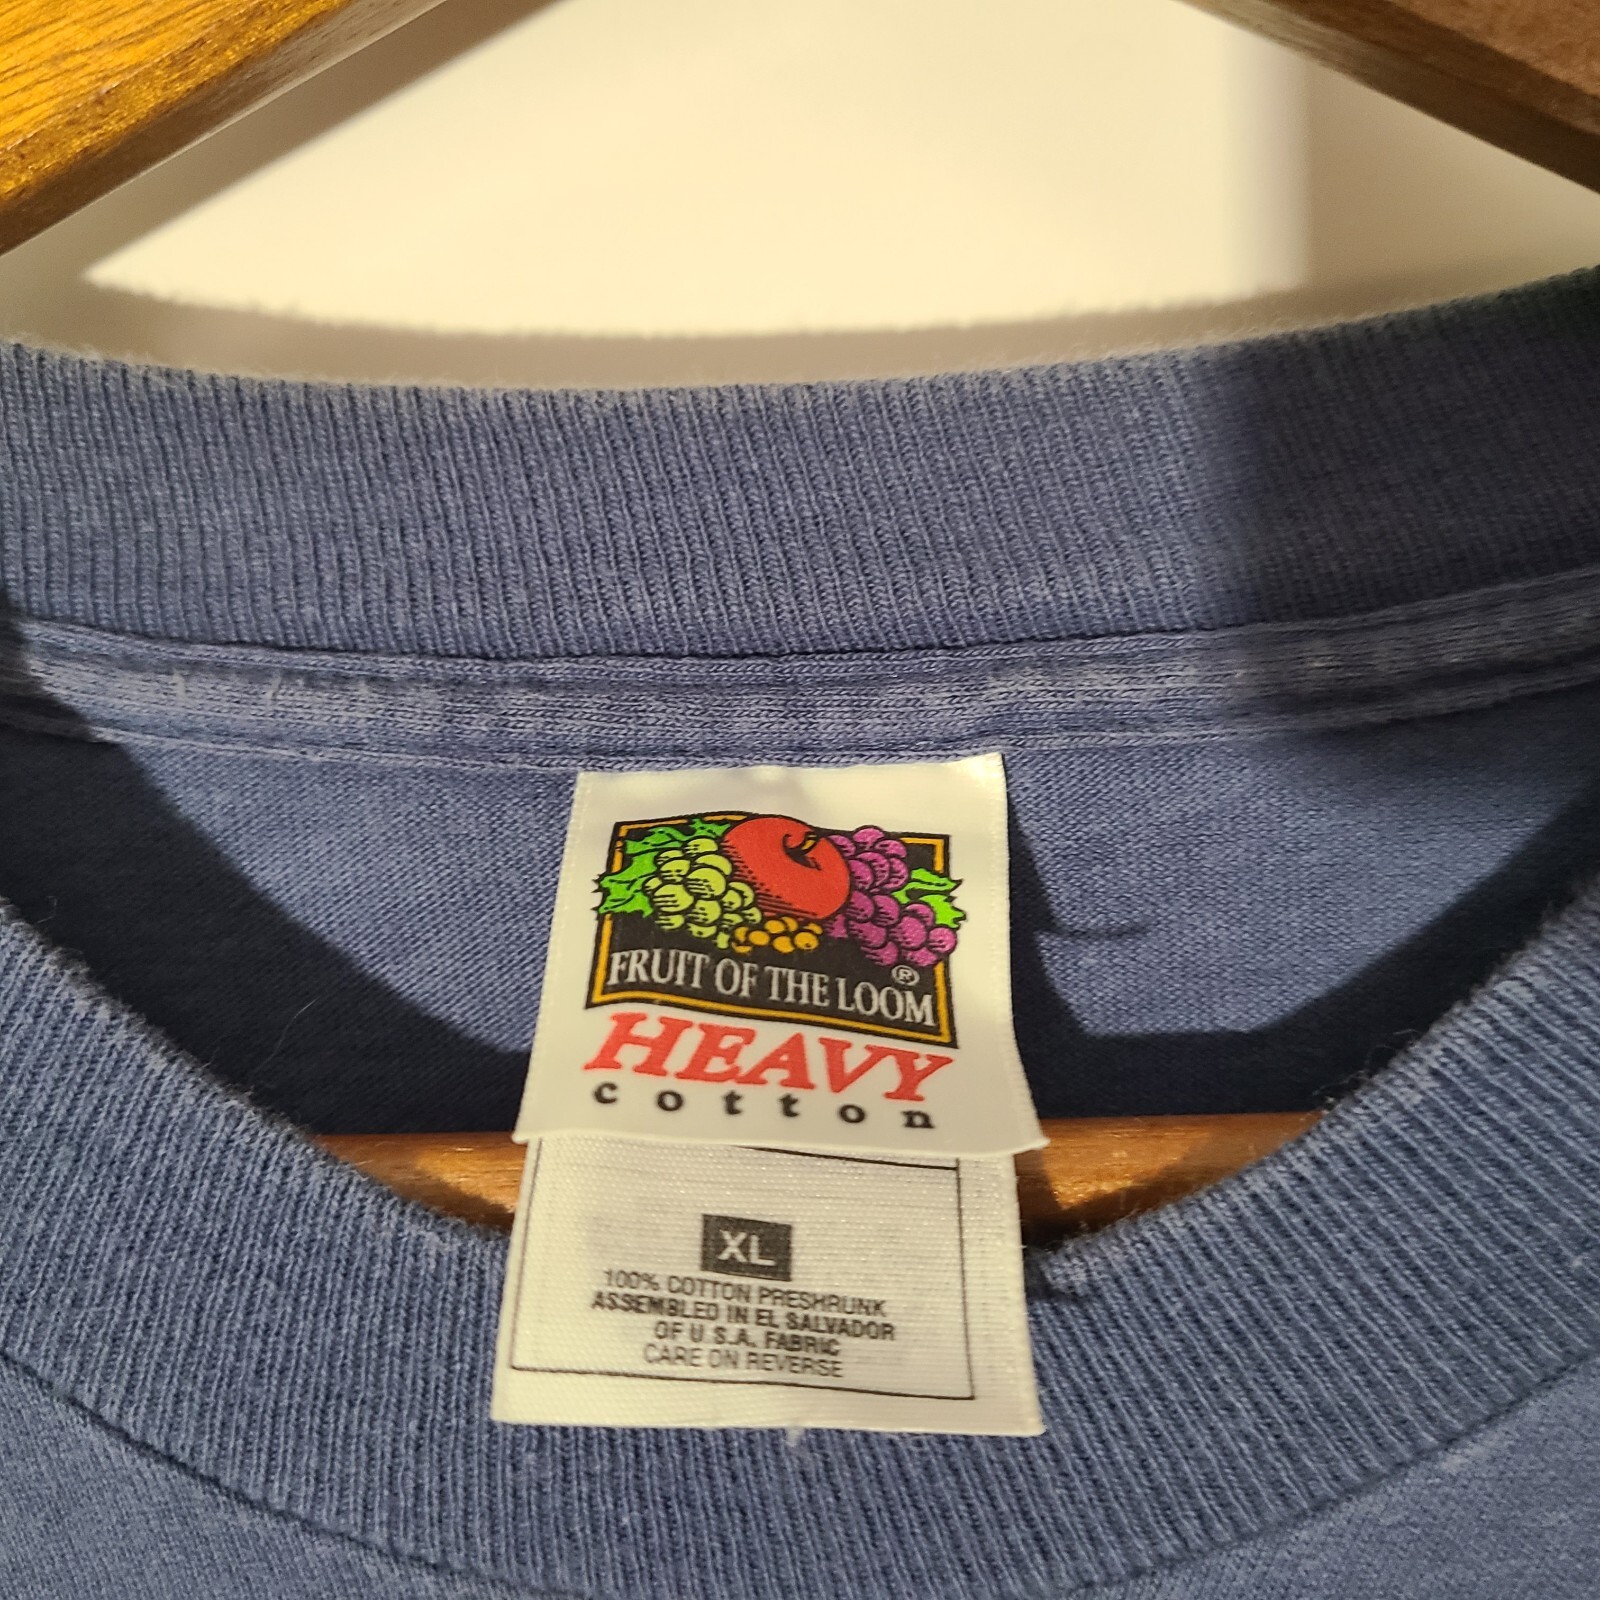 FRUIT OF THE LOOM ®
HEAVY
cotton
XL
100% COTTON PRESHRUNK
ASSEMBLED IN EL SALVADOR
OF U.S.A. FABRIC
CARE ON REVERSE